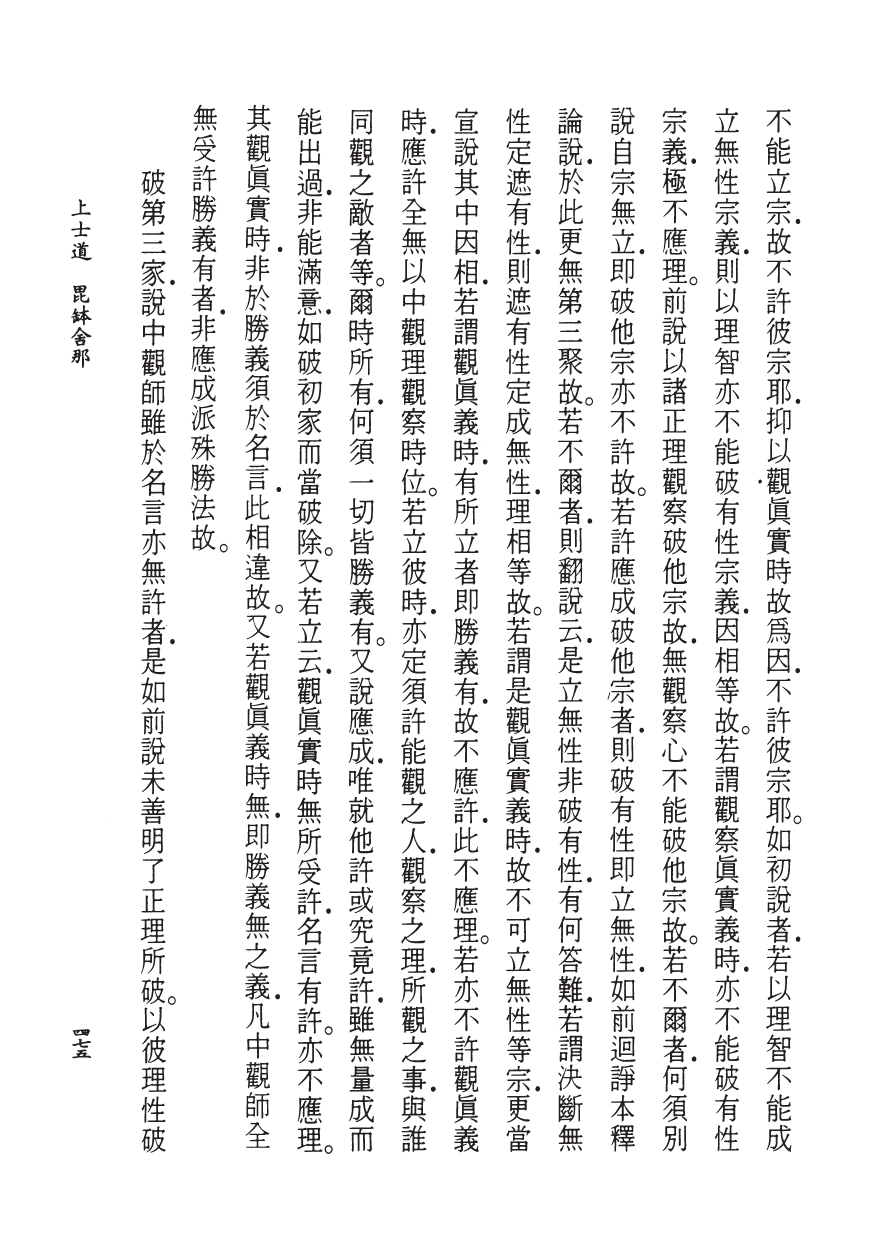 不能立宗．故不許彼宗耶．抑以觀眞實時故爲因．不許彼宗耶。如初說者．若以理智不能成
立無性宗義．則以理智亦不能破有性宗義．因相等故。若謂觀察眞實義時．亦不能破有性
宗義．極不應理。前說以諸正理觀察破他宗故．無觀察心不能破他宗故。若不爾者．何須別
說自宗無立．即破他宗亦不許故。若許應成破他宗者．則破有性即立無性．如前迴諍本釋
論說．於此更無第三聚故。若不爾者．則翻說云．是立無性非破有性．有何答難．若謂決斷無
性定遮有性．則遮有性定成無性．理相等故。若謂是觀眞實義時．故不可立無性等宗．更當
宣說其中因相．若謂觀眞義時．有所立者即勝義有．故不應許．此不應理。若亦不許觀眞義
時．應許全無以中觀理觀察時位。若立彼時．亦定須許能觀之人．觀察之理．所觀之事．與誰
同觀之敵者等。爾時所有．何須一切皆勝義有。又說應成．唯就他許或究竟許．雖無量成而
能出過．非能滿意．如破初家而當破除。又若立云．觀眞實時無所受許．名言有許。亦不應理。
其觀眞實時．非於勝義須於名言．此相違故。又若觀眞義時無．即勝義無之義．凡中觀師全
無受許勝義有者．非應成派殊勝法故。
破第三家．說中觀師雖於名言亦無許者．是如前說未善明了正理所破。以彼理性破
上士道　毘鉢舍那
四七五